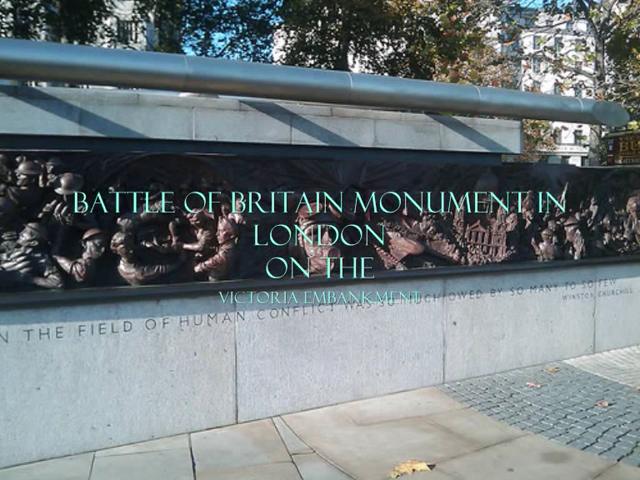 BATTLE OF BRITAIN MONUMENT IN
LONDON
ON THE
VICTORIA EMBANKMENT
N THE FIELD OF HUMAN CONFLICT WAS SO MUCH OWED BY SO MANY TO SO FEW
WINSTON CHURCHILL